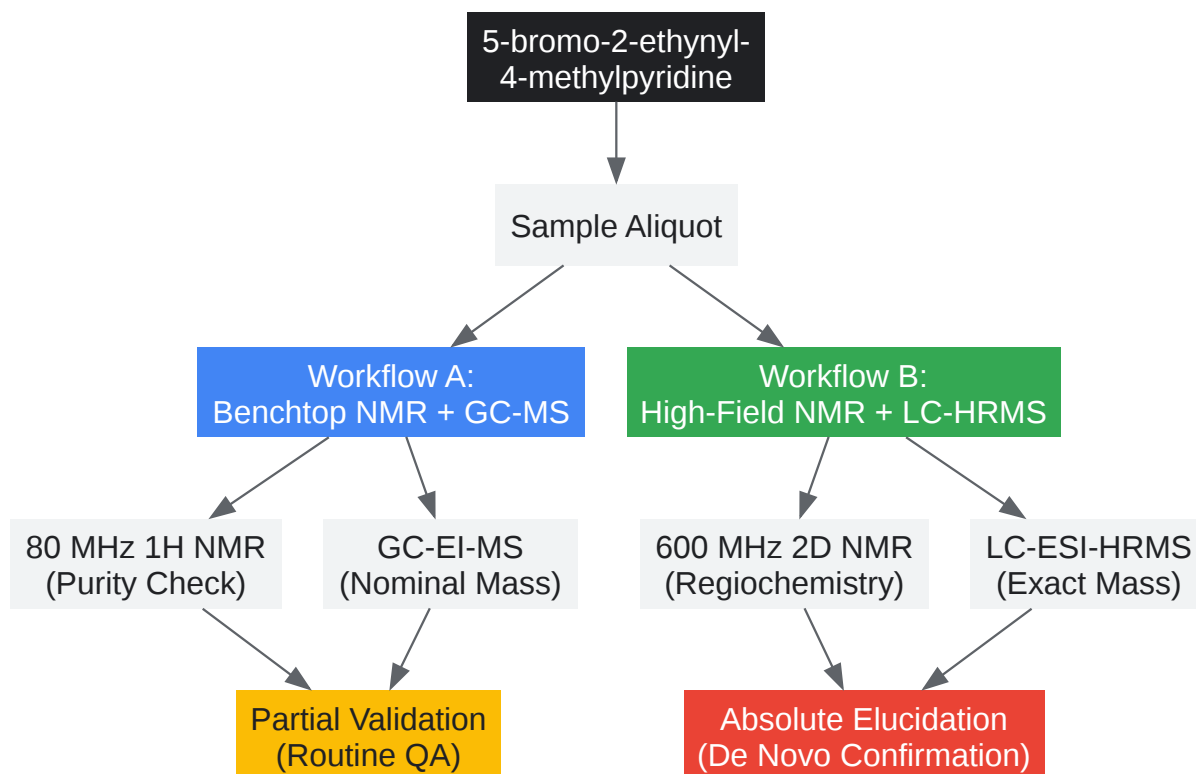 5-bromo-2-ethynyl-
4-methylpyridine
Sample Aliquot
Workflow A:
Benchtop NMR + GC-MS
Workflow B:
High-Field NMR + LC-HRMS
80 MHz 1H NMR
(Purity Check)
GC-EI-MS
(Nominal Mass)
600 MHz 2D NMR
(Regiochemistry)
LC-ESI-HRMS
(Exact Mass)
Partial Validation
(Routine QA)
Absolute Elucidation
(De Novo Confirmation)